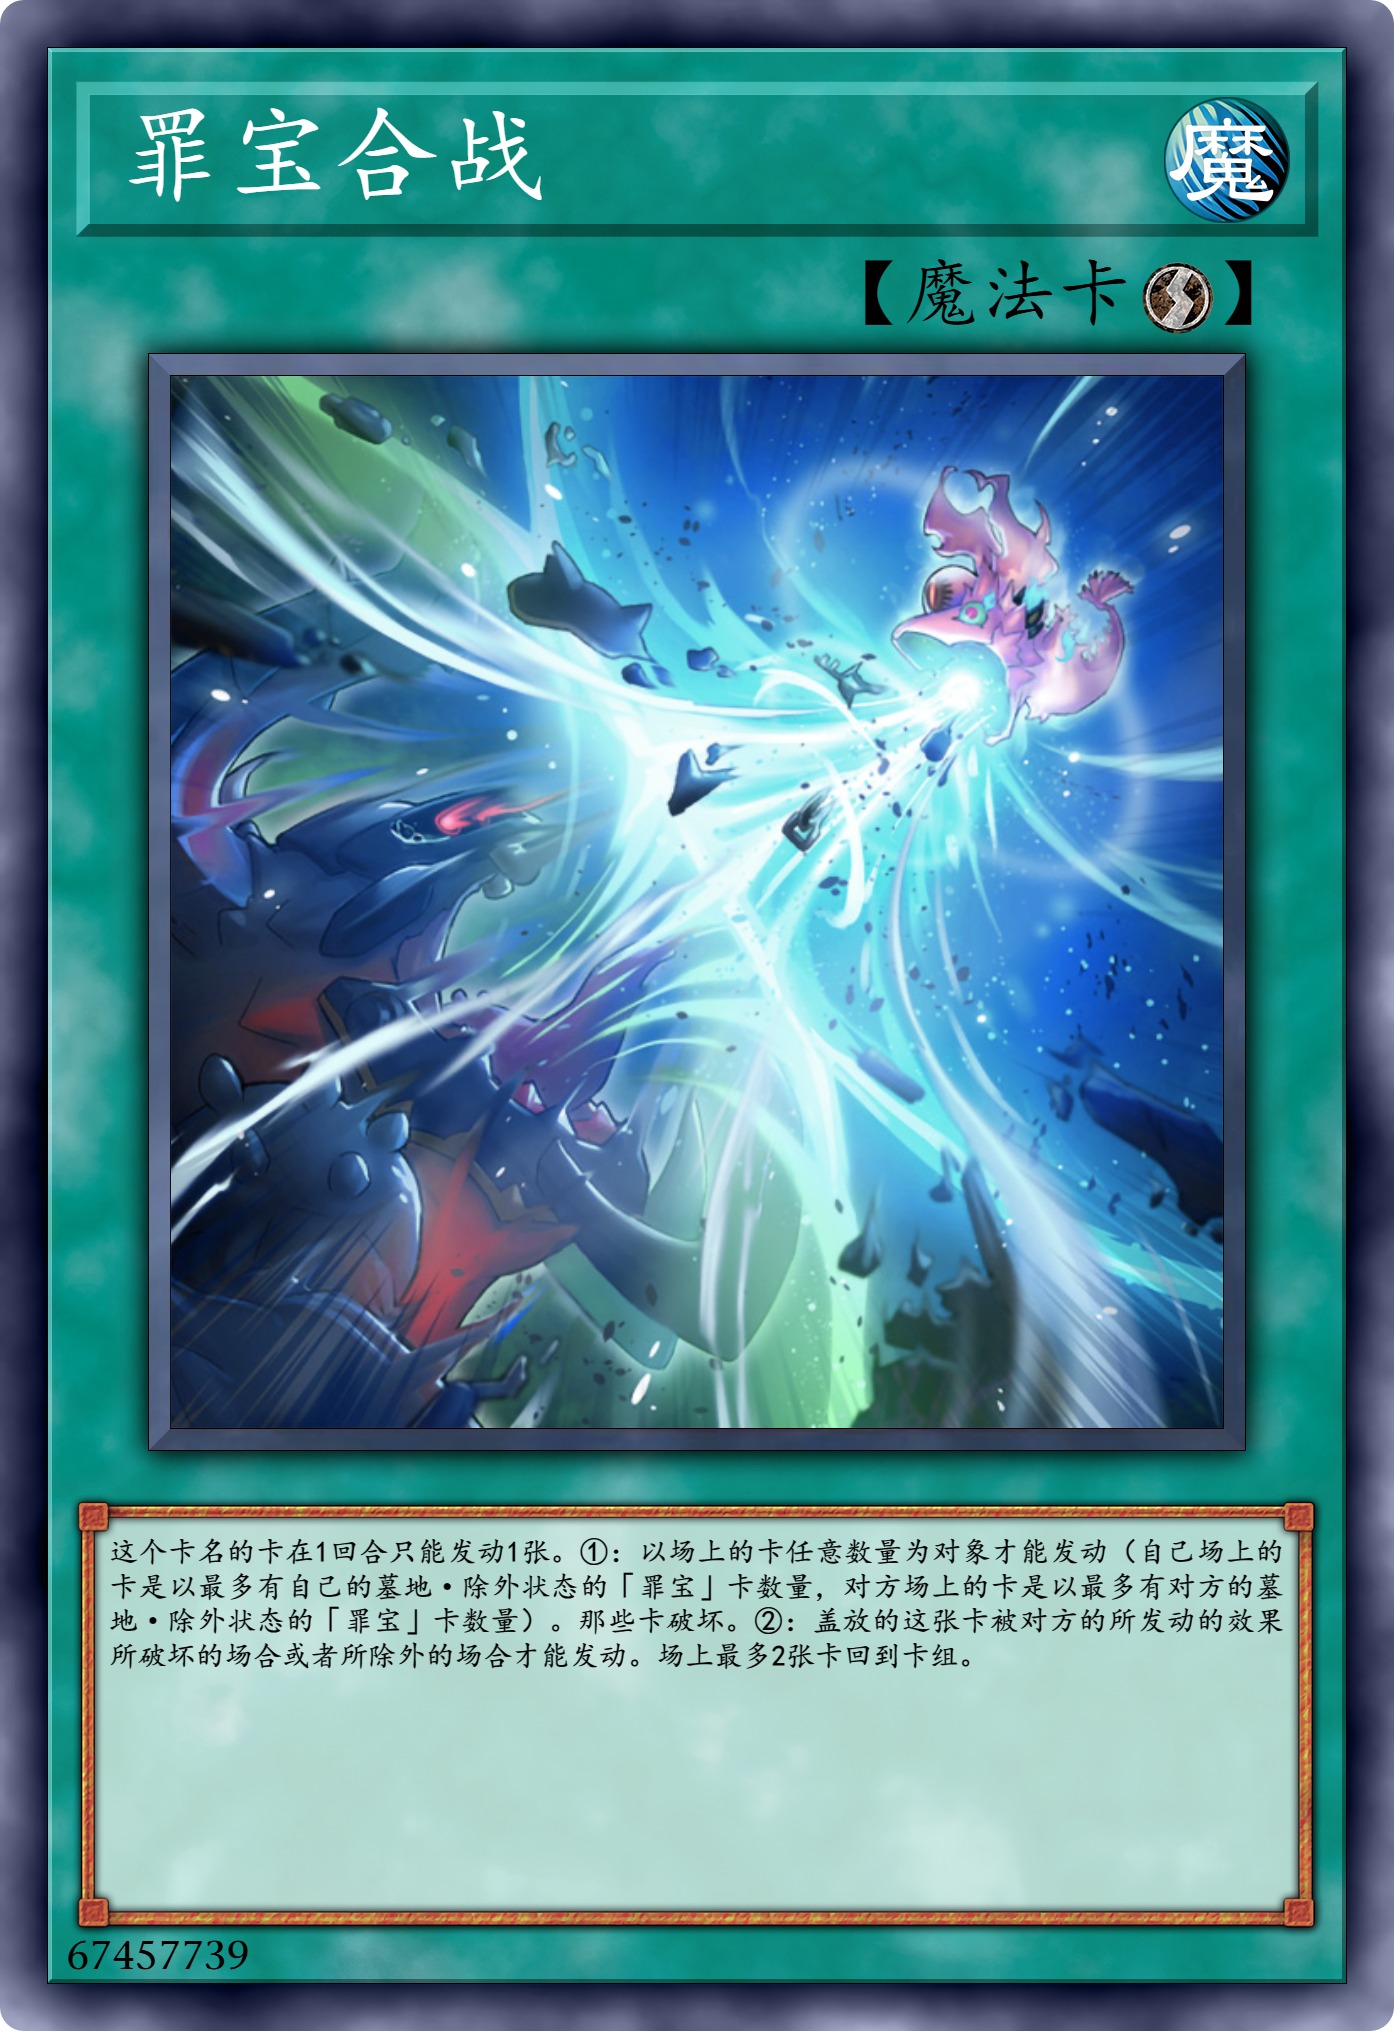 罪宝合战
魔
【魔法卡】
这个卡名的卡在1回合只能发动1张。①：以场上的卡任意数量为对象才能发动（自己场上的
卡是以最多有自己的墓地・除外状态的「罪宝」卡数量，对方场上的卡是以最多有对方的墓
地・除外状态的「罪宝」卡数量）。那些卡破坏。②：盖放的这张卡被对方的所发动的效果
所破坏的场合或者所除外的场合才能发动。场上最多2张卡回到卡组。
67457739